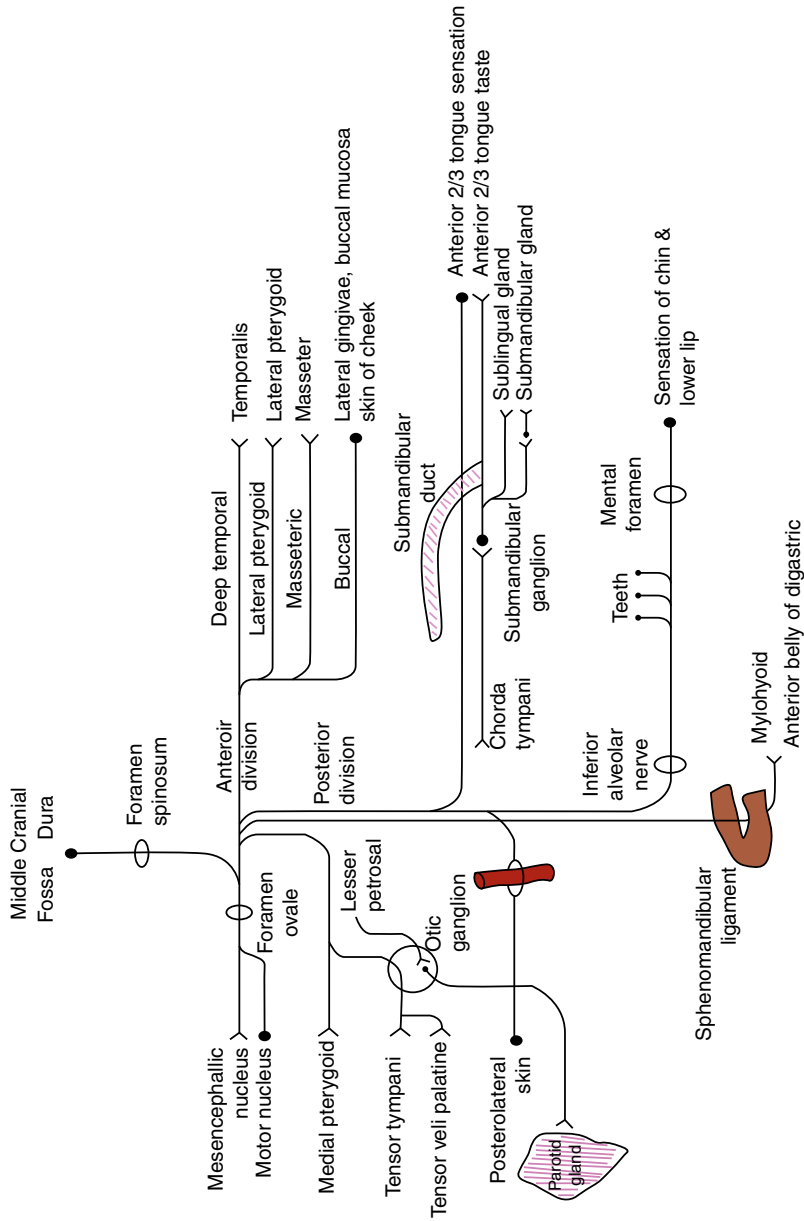 Middle Cranial
Fossa Dura
Foramen
spinosum
Mesencephallic
nucleus
Motor nucleus
Foramen
ovale
Anteroir
division
Deep temporal
Temporalis
Lateral pterygoid
Lateral pterygoid
Masseteric
Masseter
Buccal
Lateral gingivae, buccal mucosa
skin of cheek
Posterior
division
Medial pterygoid
Lesser
petrosal
Otic
ganglion
Tensor tympani
Tensor veli palatine
Submandibular
duct
Anterior 2/3 tongue sensation
Anterior 2/3 tongue taste
Chorda
tympani
Submandibular
ganglion
Sublingual gland
Submandibular gland
Posterolateral
skin
Parotid
gland
Inferior
alveolar
nerve
Teeth
Mental
foramen
Sensation of chin &
lower lip
Sphenomandibular
ligament
Mylohyoid
Anterior belly of digastric